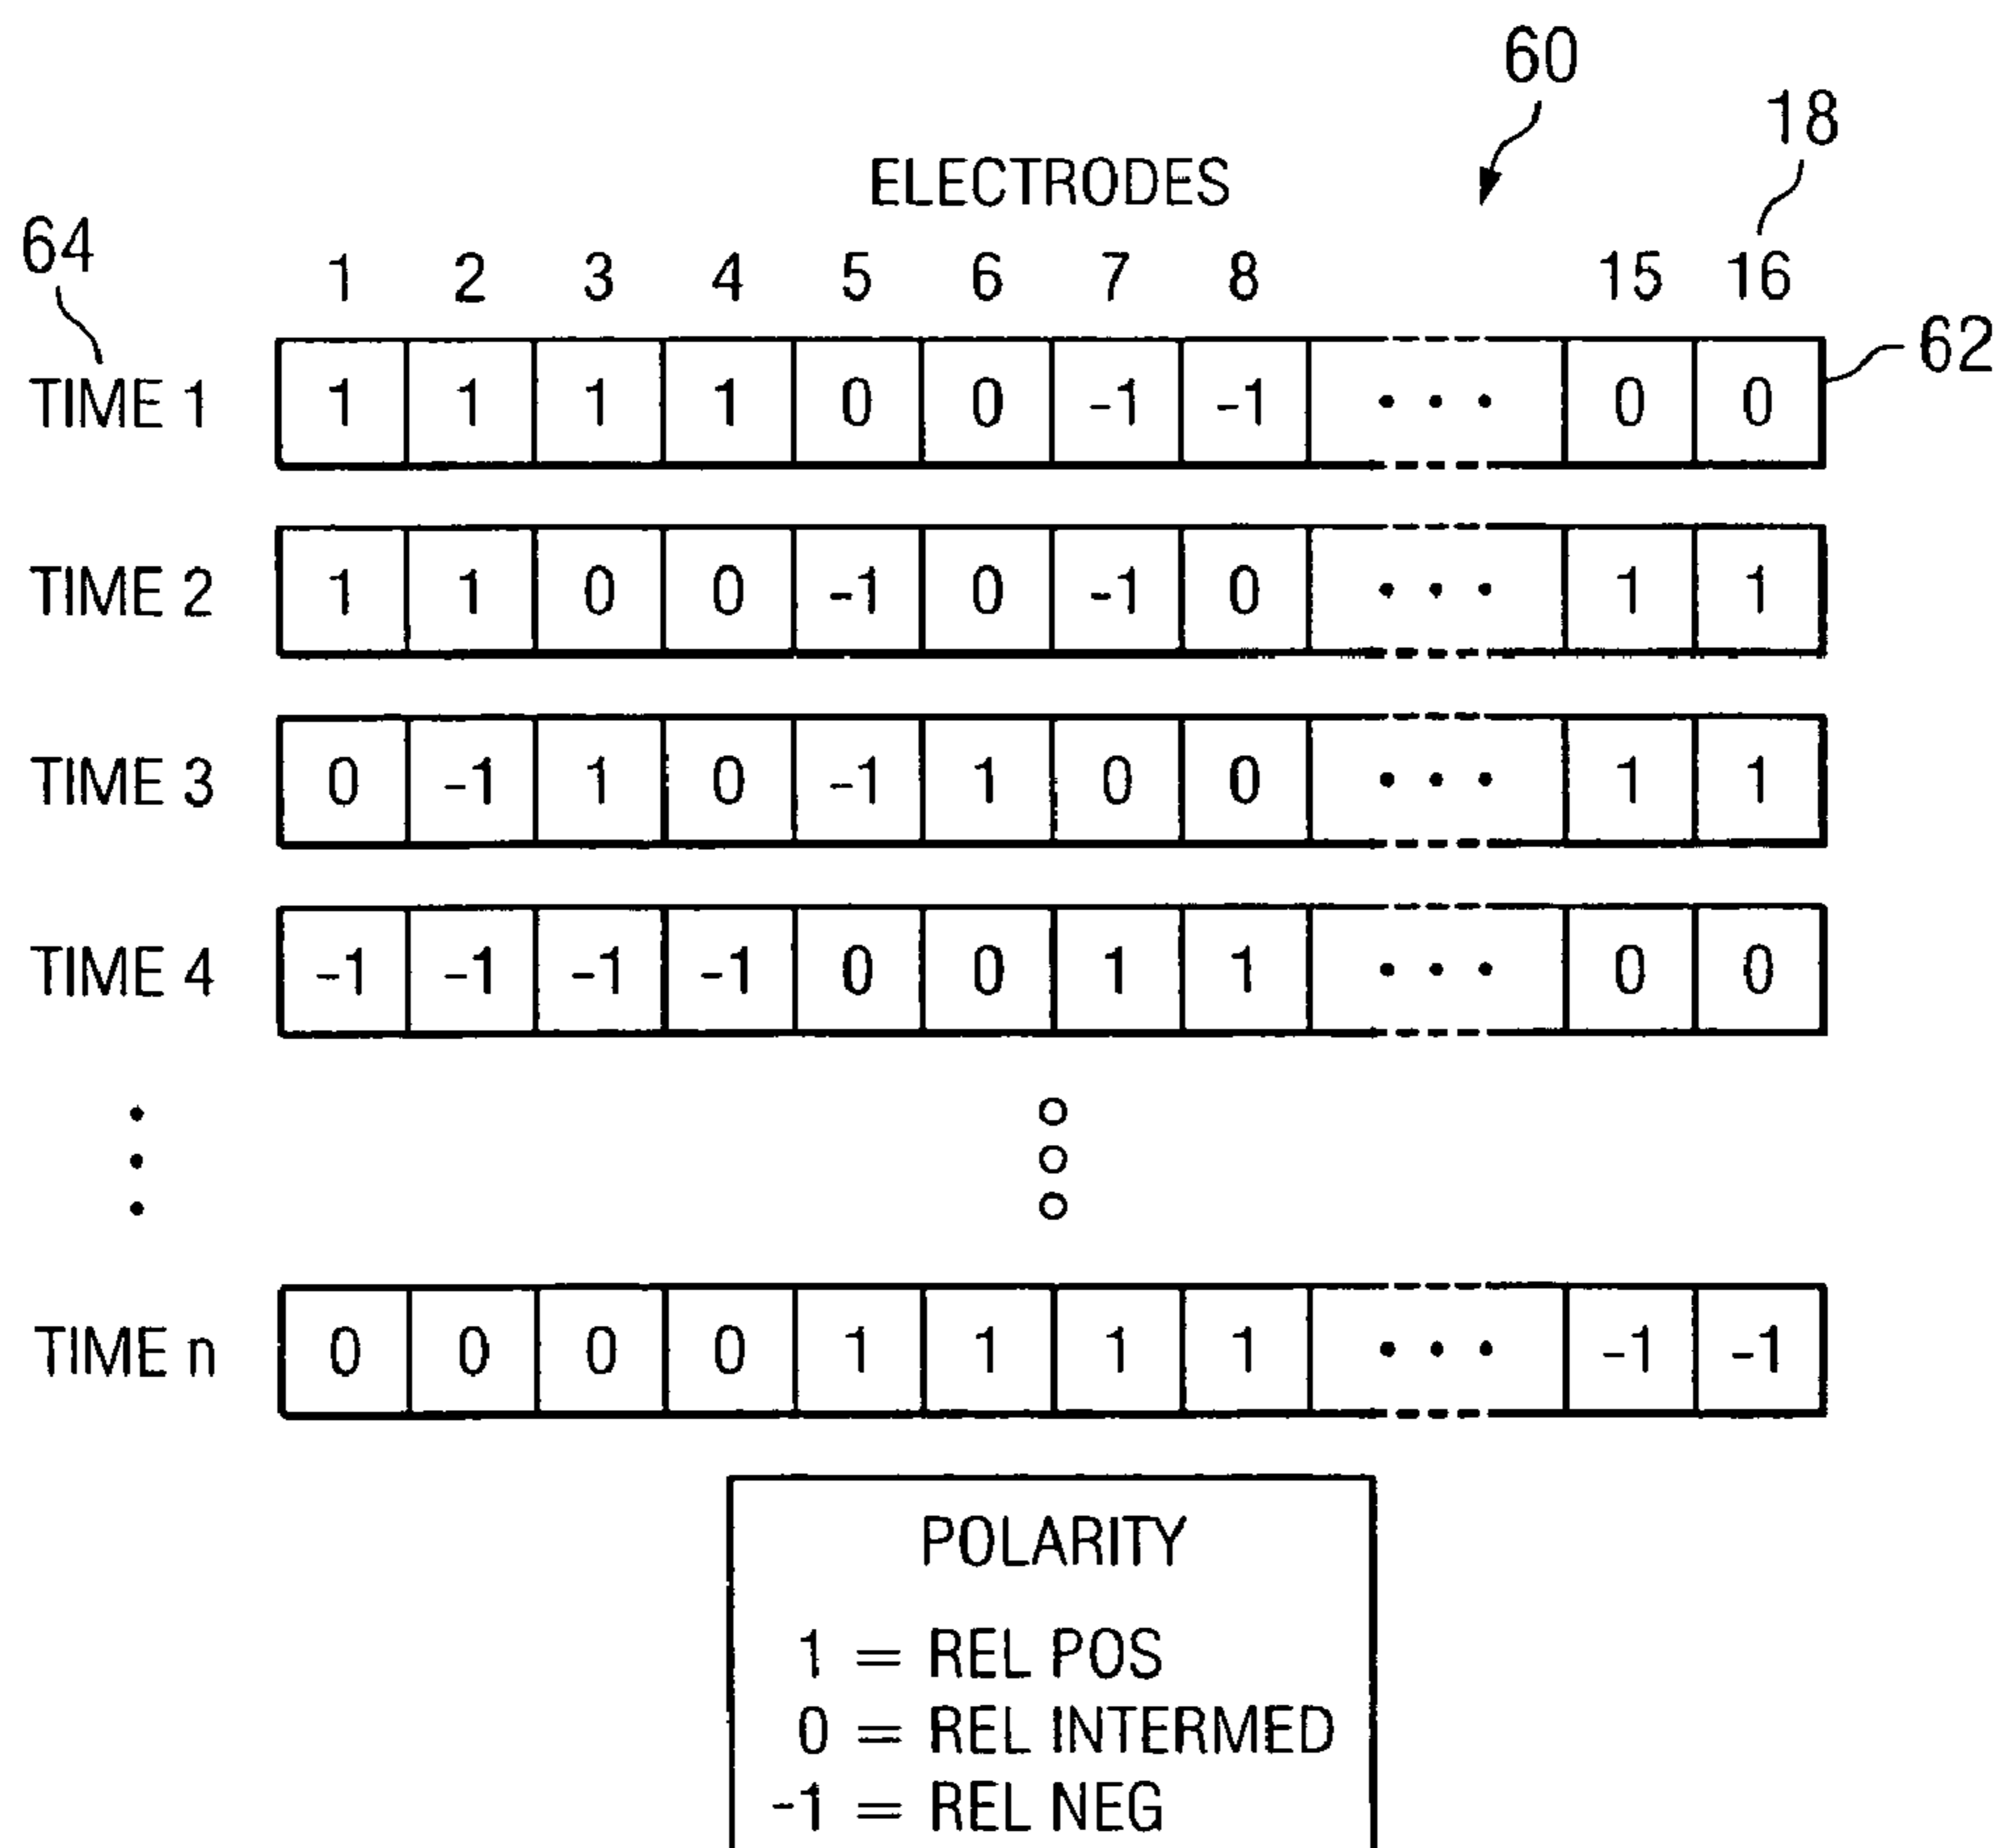 60
18
ELECTRODES
64
1 2 3 4 5 6 7 8 15 16
62
TIME 1 1 1 1 1 0 0 -1 -1 • • • 0 0
TIME 2 1 1 0 0 -1 0 -1 0 • • • 1 1
TIME 3 0 -1 1 0 -1 1 0 0 • • • 1 1
TIME 4 -1 -1 -1 -1 0 0 1 1 • • • 0 0
TIME n 0 0 0 0 1 1 1 1 • • • -1 -1
POLARITY
1 = REL POS
0 = REL INTERMED
-1 = REL NEG